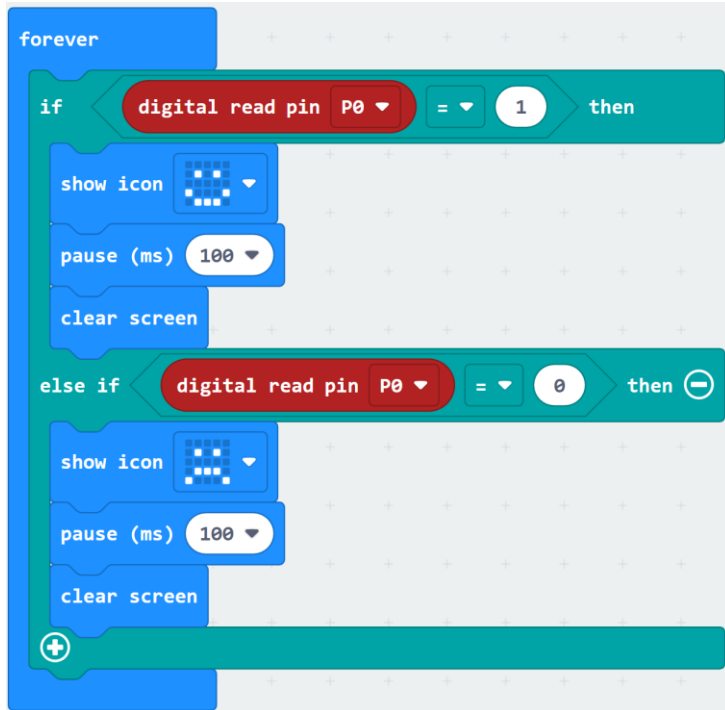 forever
if digital read pin P0 = 1 then
show icon
pause (ms) 100
clear screen
else if digital read pin P0 = 0 then
show icon
pause (ms) 100
clear screen